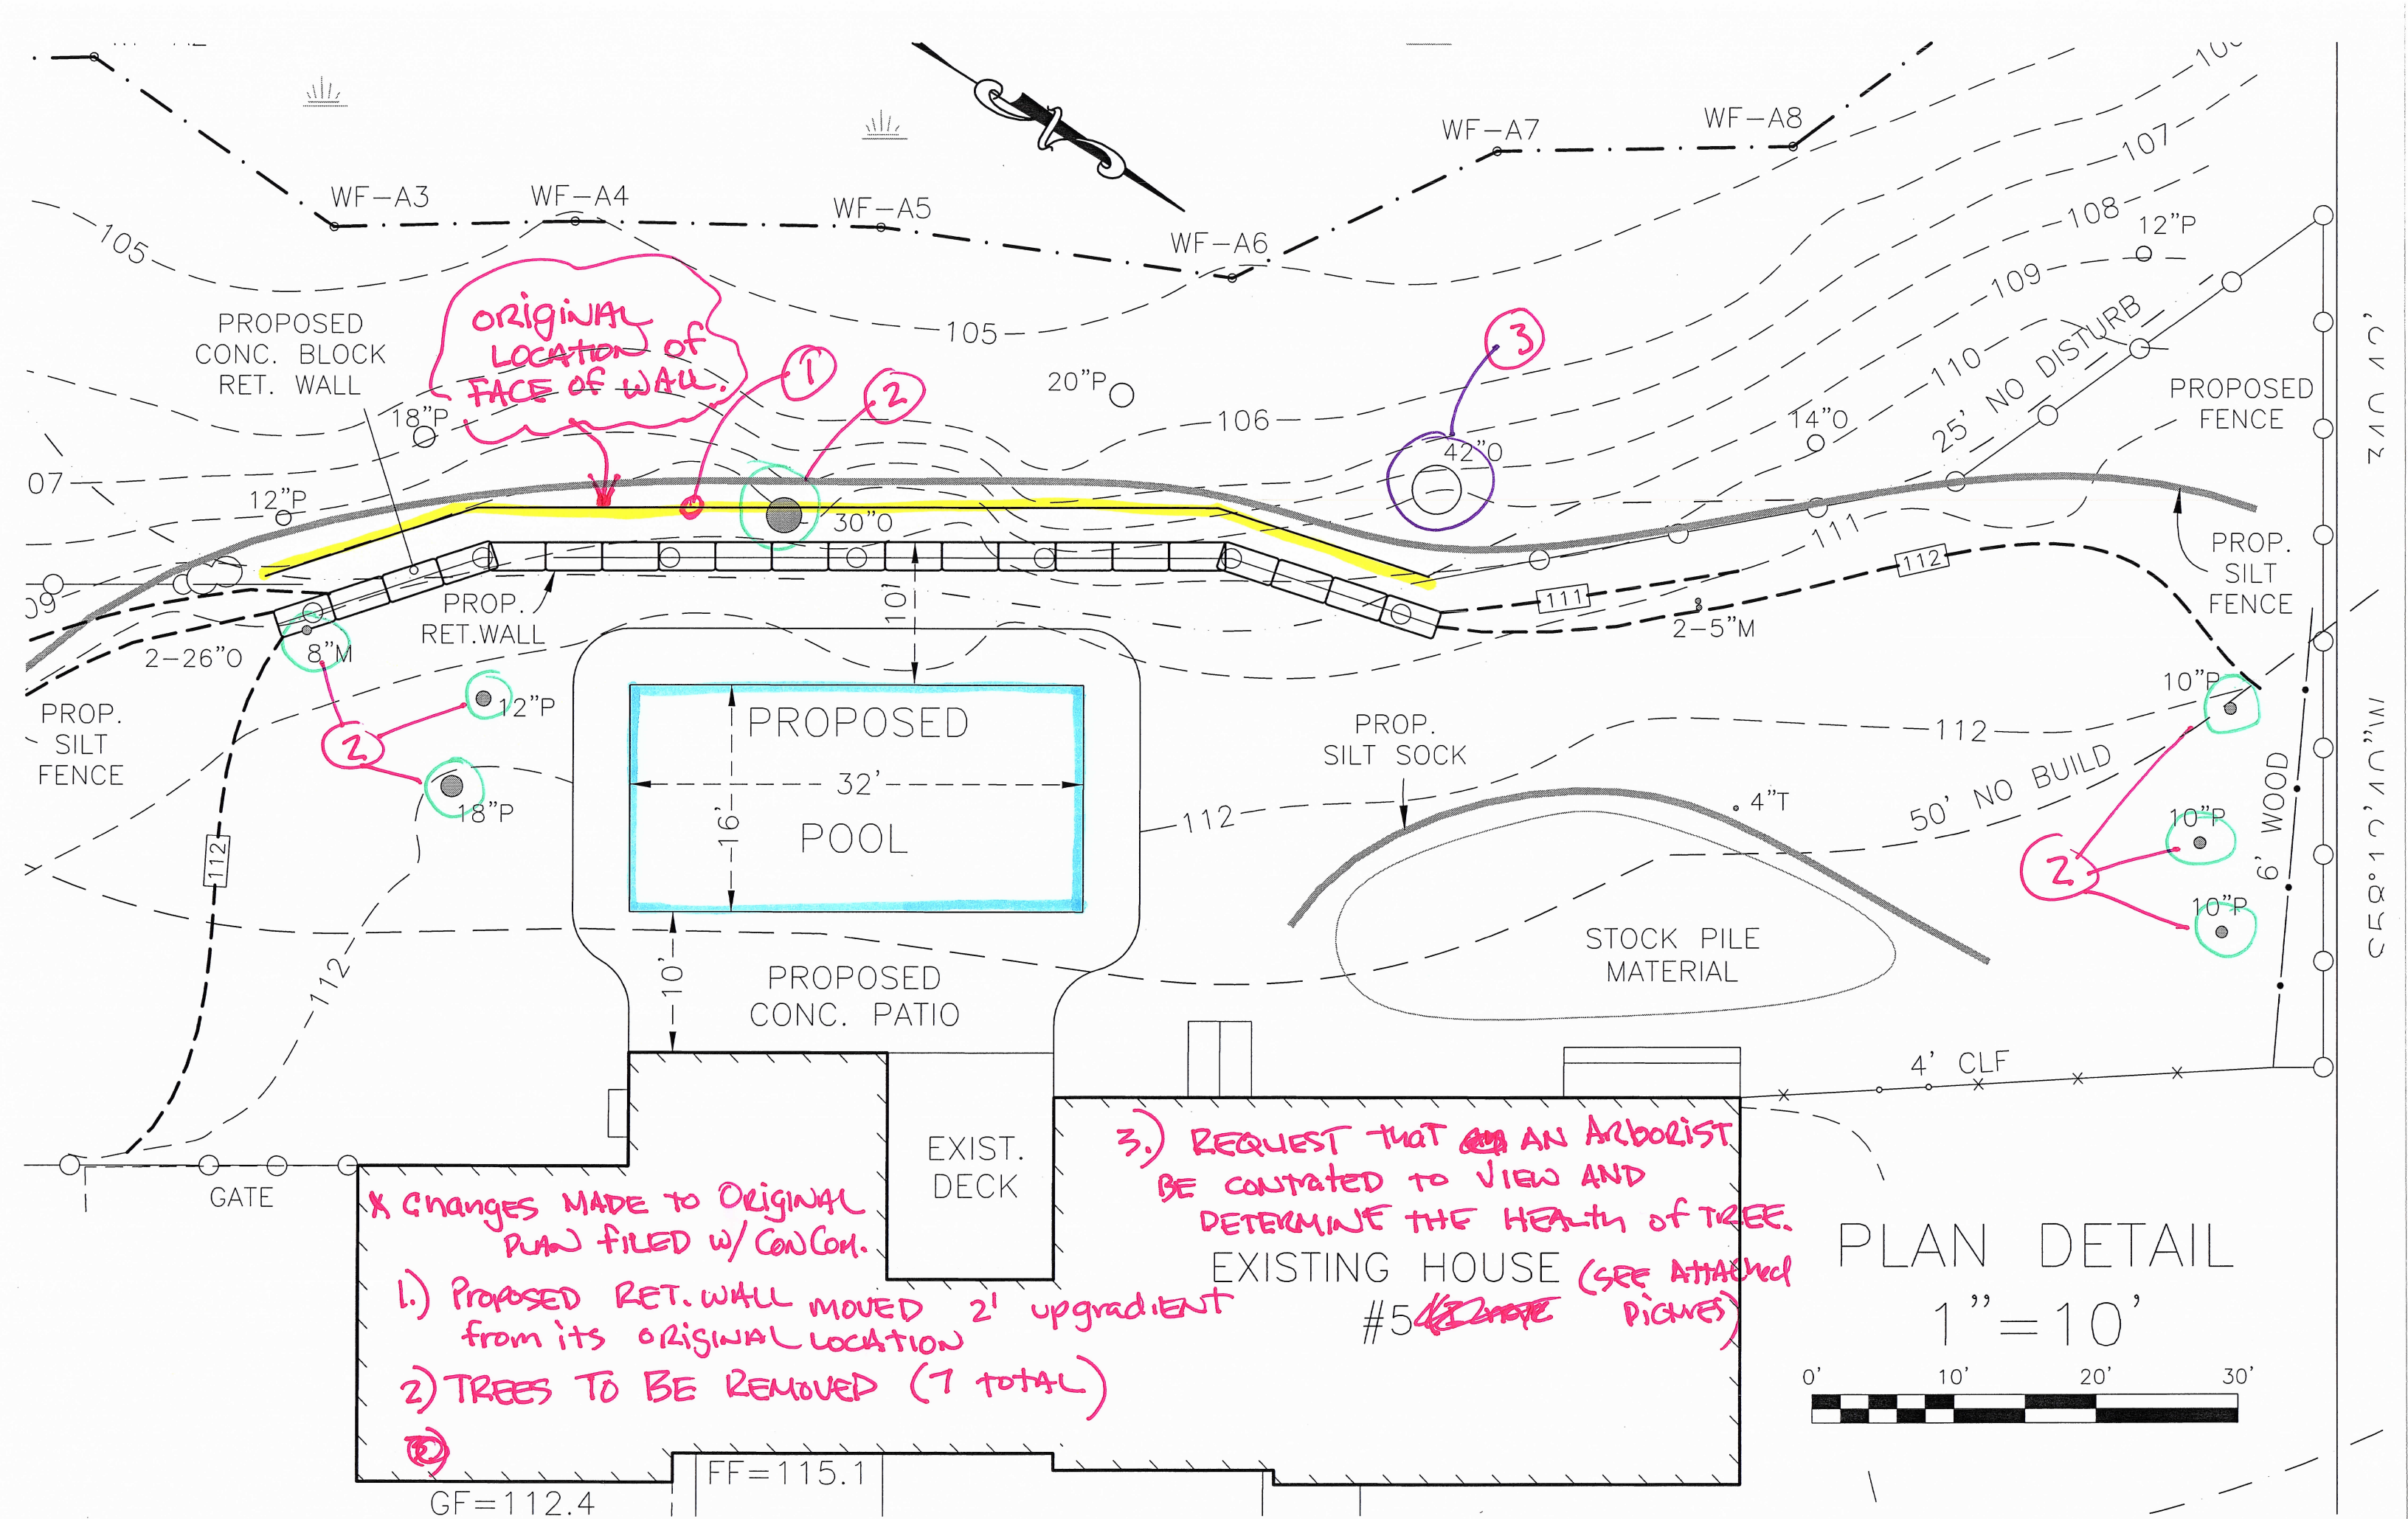 WF-A7
WF-A8
WF-A3
WF-A4
WF-A5
WF-A6
105
105
106
107
108
109
110
111
07
09
12"P
PROPOSED
CONC. BLOCK
RET. WALL
ORIGINAL
LOCATION of
FACE OF WALL.
1
2
3
18"P
20"P
42"O
14"O
25' NO DISTURB
PROPOSED
FENCE
12"P
30"O
PROP.
RET.WALL
10'
111
112
PROP.
SILT
FENCE
2-26"O
8"M
2-5"M
12"P
18"P
2
PROP.
SILT
FENCE
112
112
PROPOSED
32'
16'
POOL
10'
PROPOSED
CONC. PATIO
112
PROP.
SILT SOCK
112
50' NO BUILD
4"T
STOCK PILE
MATERIAL
10"P
10"P
10"P
2
6' WOOD
4' CLF
GATE
EXIST.
DECK
* Changes MADE TO ORiginAL
PLAN filED w/ CONCOM.
1.) PROPOSED RET. WALL MOVED 2' upgradiENT
from its ORiginAL LOCATION
2) TREES TO BE REMOVED (7 TOTAL)
3.) REQUEST that AN ARborIST
BE CONTrated TO VIEW AND
DETERMINE THE HEALth of TREE.
(SEE ATTAched
Pictures)
EXISTING HOUSE
#5
GF=112.4
FF=115.1
PLAN DETAIL
1"=10'
0' 10' 20' 30'